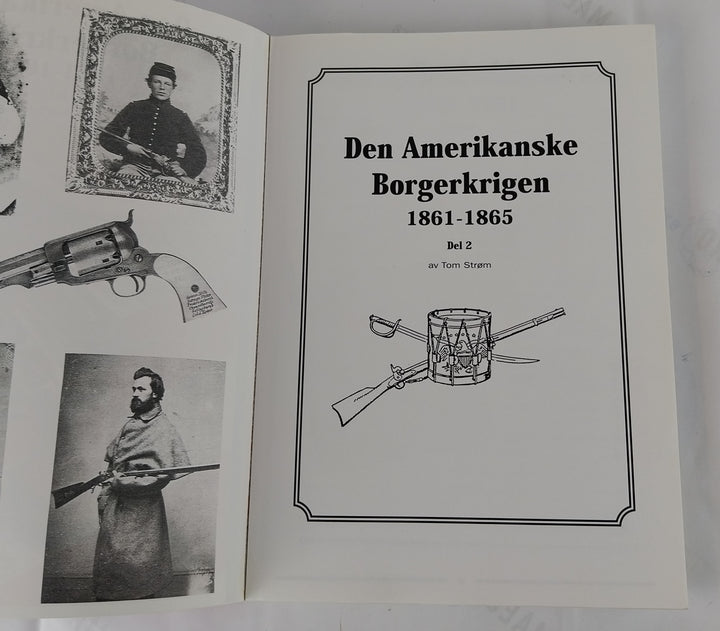 Den Amerikanske
Borgerkrigen
1861-1865
Del 2
av Tom Strøm